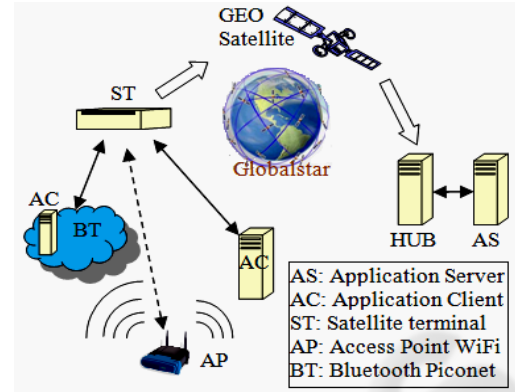 GEO
Satellite
ST
Globalstar
AC
BT
AC
HUB
AS
AP
AS: Application Server
AC: Application Client
ST: Satellite terminal
AP: Access Point WiFi
BT: Bluetooth Piconet